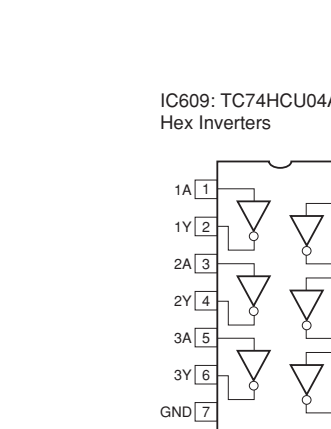 IC609: TC74HCU04A
Hex Inverters
1A 1
1Y 2
2A 3
2Y 4
3A 5
3Y 6
GND 7